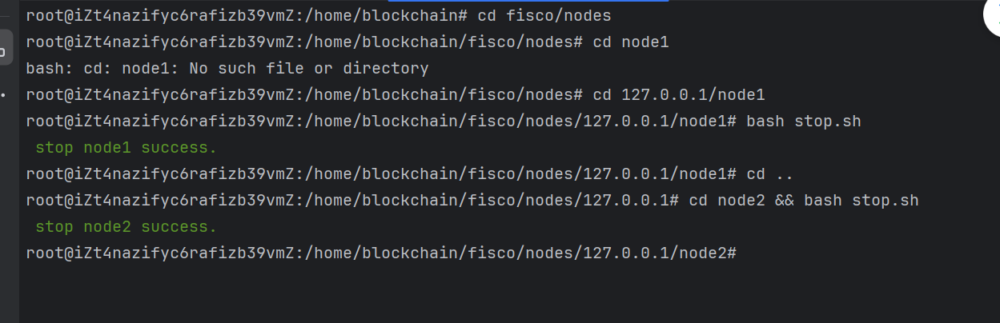 root@iZt4nazifyc6rafizb39vmZ:/home/blockchain# cd fisco/nodes
root@iZt4nazifyc6rafizb39vmZ:/home/blockchain/fisco/nodes# cd node1
bash: cd: node1: No such file or directory
root@iZt4nazifyc6rafizb39vmZ:/home/blockchain/fisco/nodes# cd 127.0.0.1/node1
root@iZt4nazifyc6rafizb39vmZ:/home/blockchain/fisco/nodes/127.0.0.1/node1# bash stop.sh
 stop node1 success.
root@iZt4nazifyc6rafizb39vmZ:/home/blockchain/fisco/nodes/127.0.0.1/node1# cd ..
root@iZt4nazifyc6rafizb39vmZ:/home/blockchain/fisco/nodes/127.0.0.1# cd node2 && bash stop.sh
 stop node2 success.
root@iZt4nazifyc6rafizb39vmZ:/home/blockchain/fisco/nodes/127.0.0.1/node2#